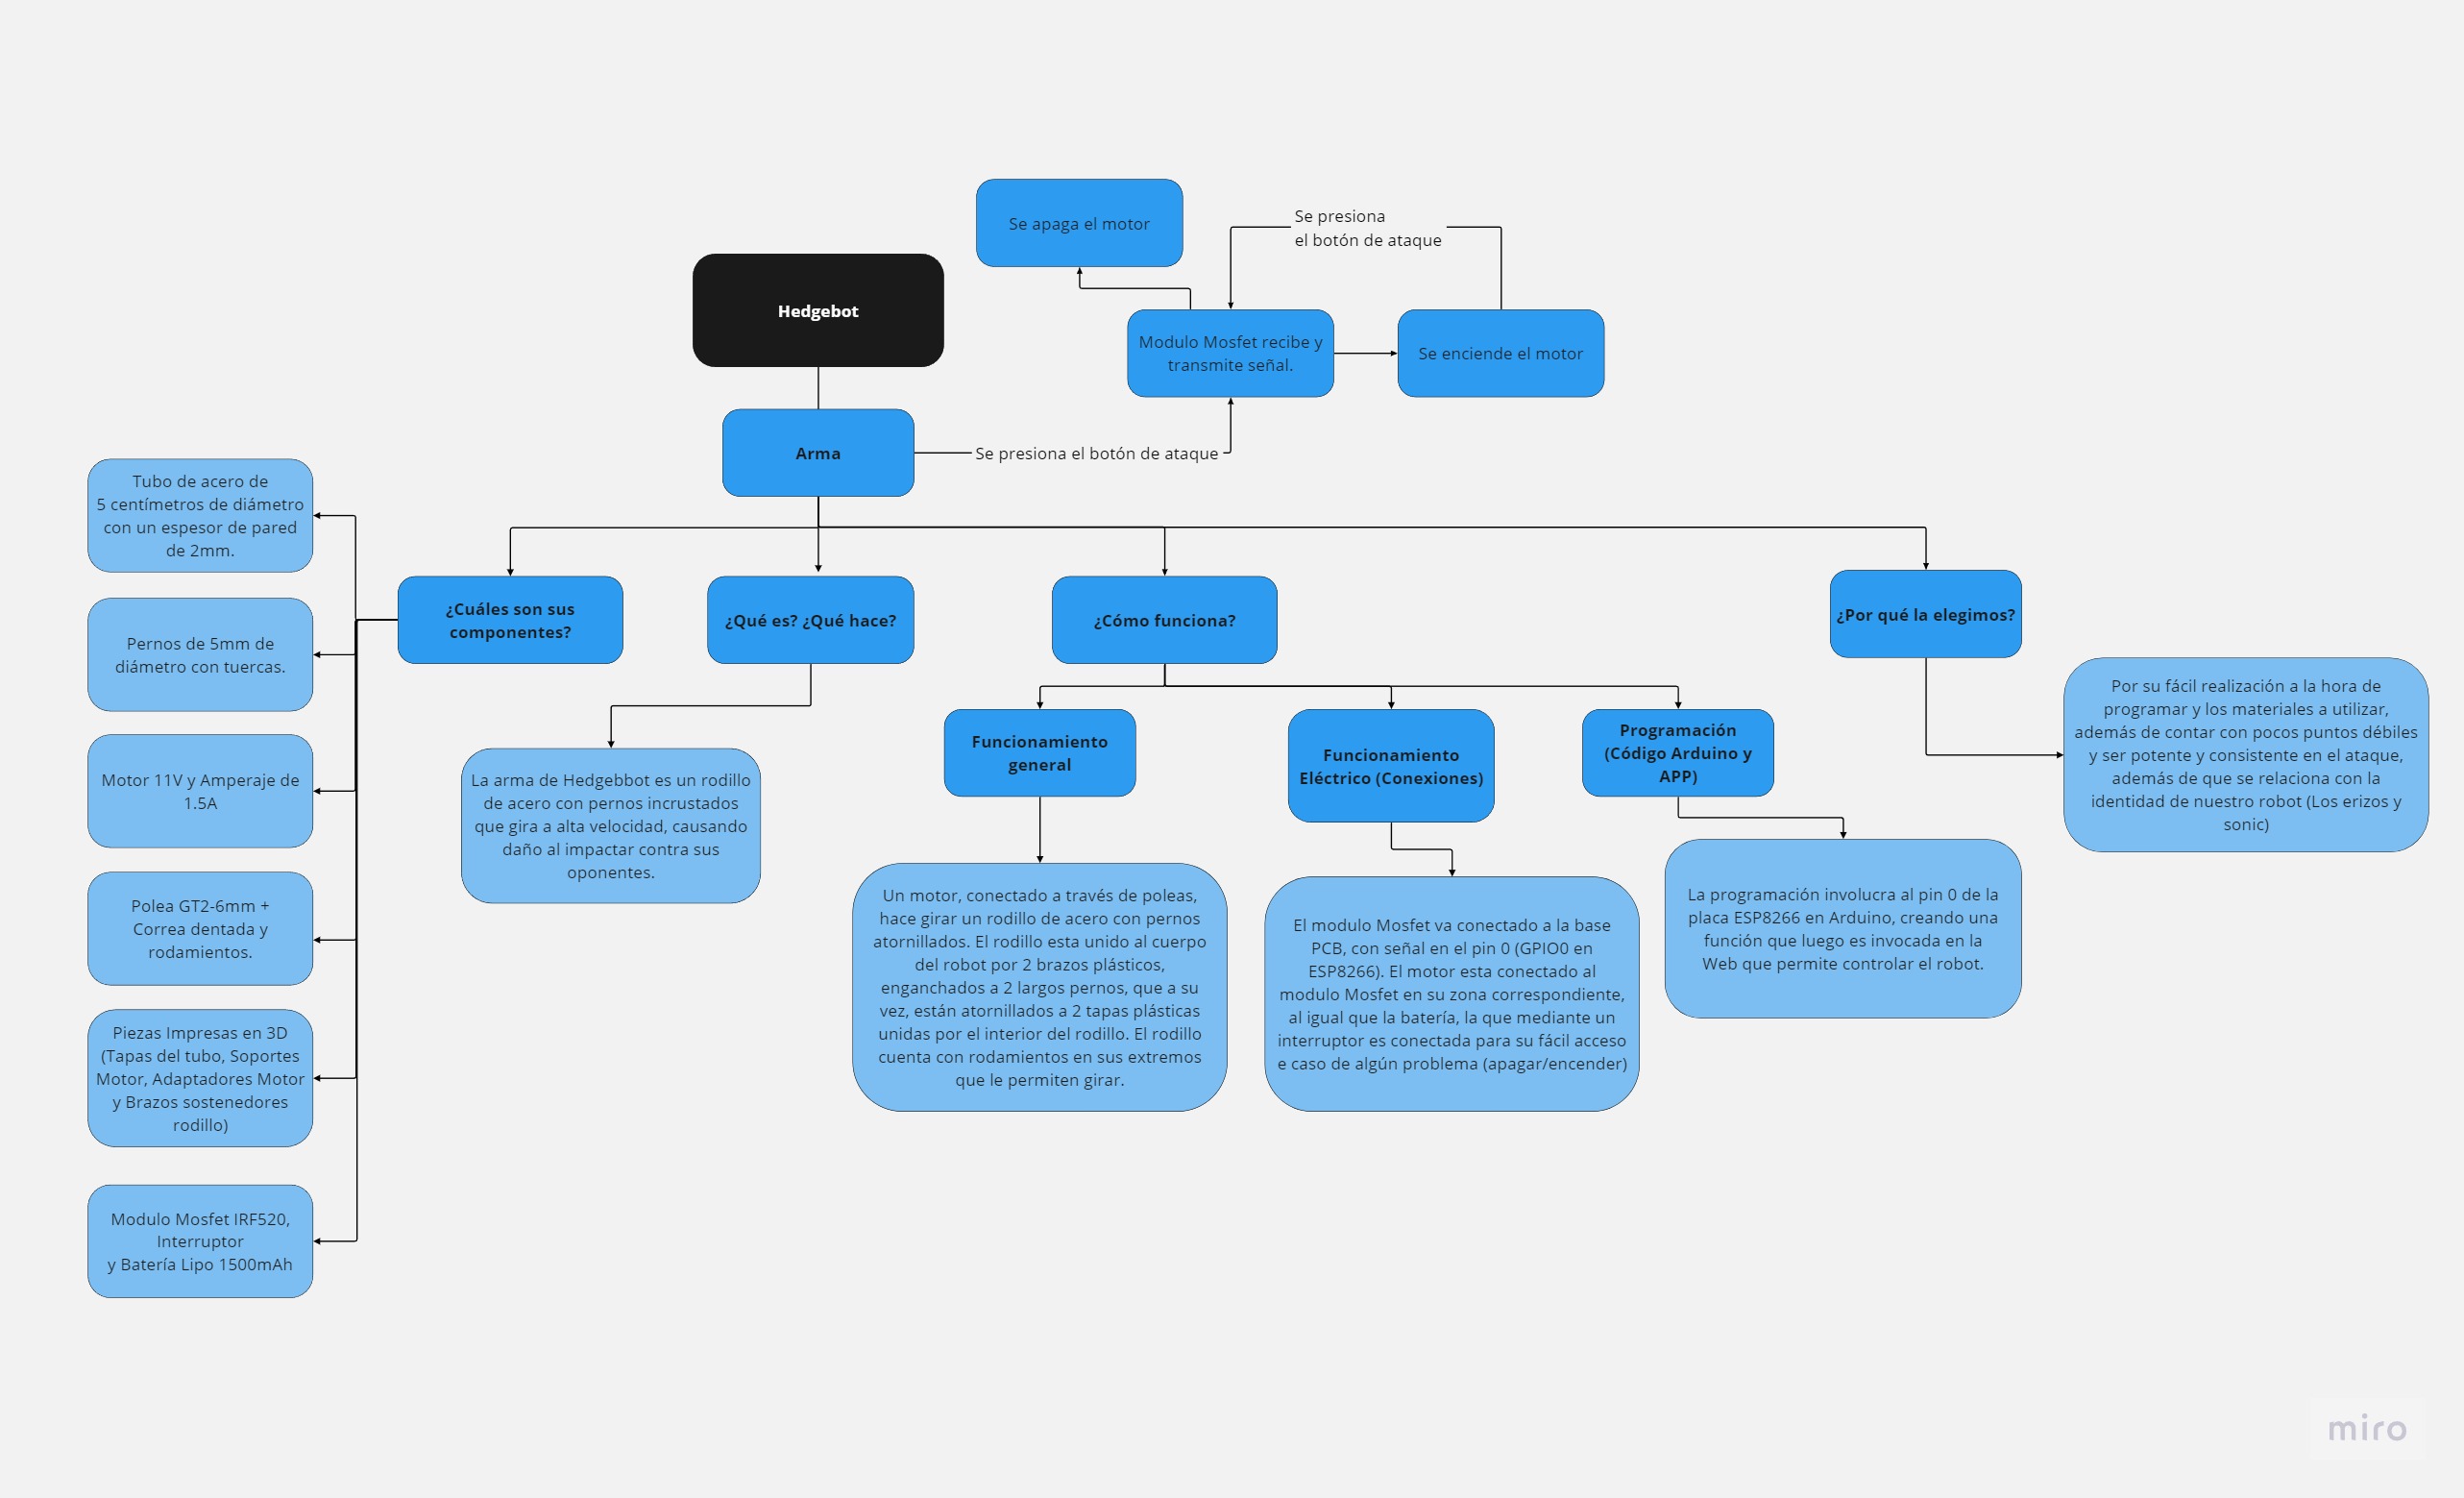 Se apaga el motor
Se presiona
el botón de ataque
Hedgebot
Modulo Mosfet recibe y
transmite señal.
Se enciende el motor
Arma
Se presiona el botón de ataque
Tubo de acero de
5 centímetros de diámetro
con un espesor de pared
de 2mm.
Pernos de 5mm de
diámetro con tuercas.
Motor 11V y Amperaje de
1.5A
Polea GT2-6mm +
Correa dentada y
rodamientos.
Piezas Impresas en 3D
(Tapas del tubo, Soportes
Motor, Adaptadores Motor
y Brazos sostenedores
rodillo)
Modulo Mosfet IRF520,
Interruptor
y Batería Lipo 1500mAh
¿Cuáles son sus
componentes?
¿Qué es? ¿Qué hace?
La arma de Hedgebbot es un rodillo
de acero con pernos incrustados
que gira a alta velocidad, causando
daño al impactar contra sus
oponentes.
¿Cómo funciona?
Funcionamiento
general
Un motor, conectado a través de poleas,
hace girar un rodillo de acero con pernos
atornillados. El rodillo esta unido al cuerpo
del robot por 2 brazos plásticos,
enganchados a 2 largos pernos, que a su
vez, están atornillados a 2 tapas plásticas
unidas por el interior del rodillo. El rodillo
cuenta con rodamientos en sus extremos
que le permiten girar.
Funcionamiento
Eléctrico (Conexiones)
El modulo Mosfet va conectado a la base
PCB, con señal en el pin 0 (GPIO0 en
ESP8266). El motor esta conectado al
modulo Mosfet en su zona correspondiente,
al igual que la batería, la que mediante un
interruptor es conectada para su fácil acceso
e caso de algún problema (apagar/encender)
Programación
(Código Arduino y
APP)
La programación involucra al pin 0 de la
placa ESP8266 en Arduino, creando una
función que luego es invocada en la
Web que permite controlar el robot.
¿Por qué la elegimos?
Por su fácil realización a la hora de
programar y los materiales a utilizar,
además de contar con pocos puntos débiles
y ser potente y consistente en el ataque,
además de que se relaciona con la
identidad de nuestro robot (Los erizos y
sonic)
miro